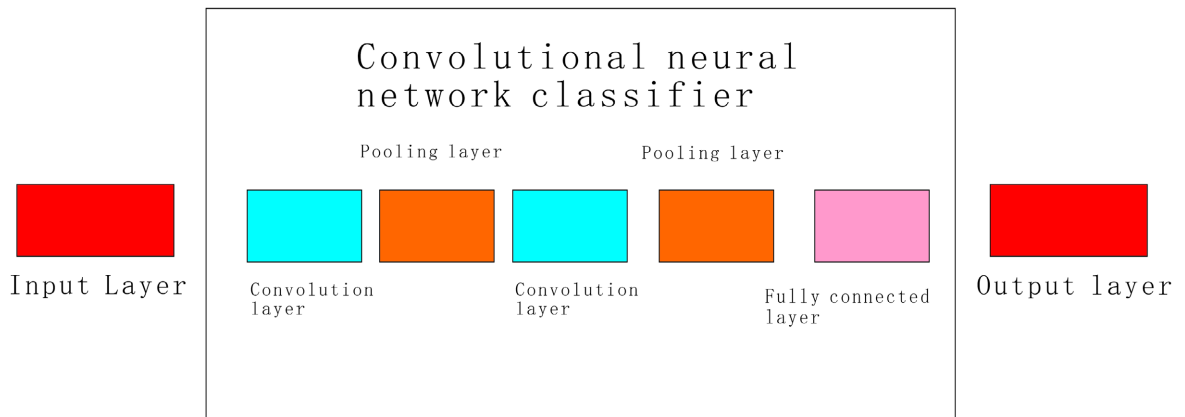 Convolutional neural
network classifier
Pooling layer
Pooling layer
Input Layer
Convolution
layer
Convolution
layer
Fully connected
layer
Output layer